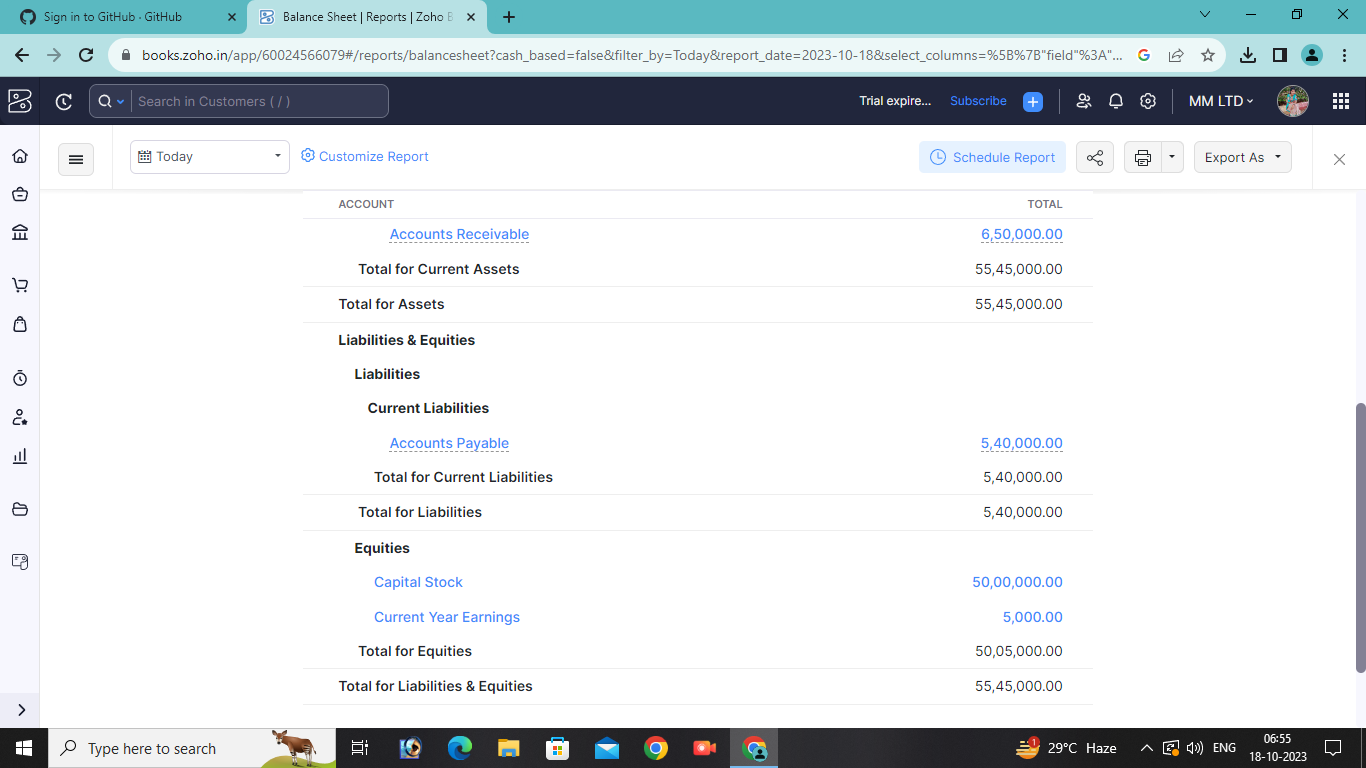 Sign in to GitHub · GitHub
Balance Sheet | Reports | Zoho B
books.zoho.in/app/60024566079#/reports/balancesheet?cash_based=false&filter_by=Today&report_date=2023-10-18&select_columns=%5B%7B"field"%3A"...
Search in Customers ( / )
Trial expire...
Subscribe
MM LTD
Today
Customize Report
Schedule Report
Export As
ACCOUNT TOTAL
Accounts Receivable 6,50,000.00
Total for Current Assets 55,45,000.00
Total for Assets 55,45,000.00
Liabilities & Equities
Liabilities
Current Liabilities
Accounts Payable 5,40,000.00
Total for Current Liabilities 5,40,000.00
Total for Liabilities 5,40,000.00
Equities
Capital Stock 50,00,000.00
Current Year Earnings 5,000.00
Total for Equities 50,05,000.00
Total for Liabilities & Equities 55,45,000.00
Type here to search
1
29°C Haze
ENG
06:55
18-10-2023